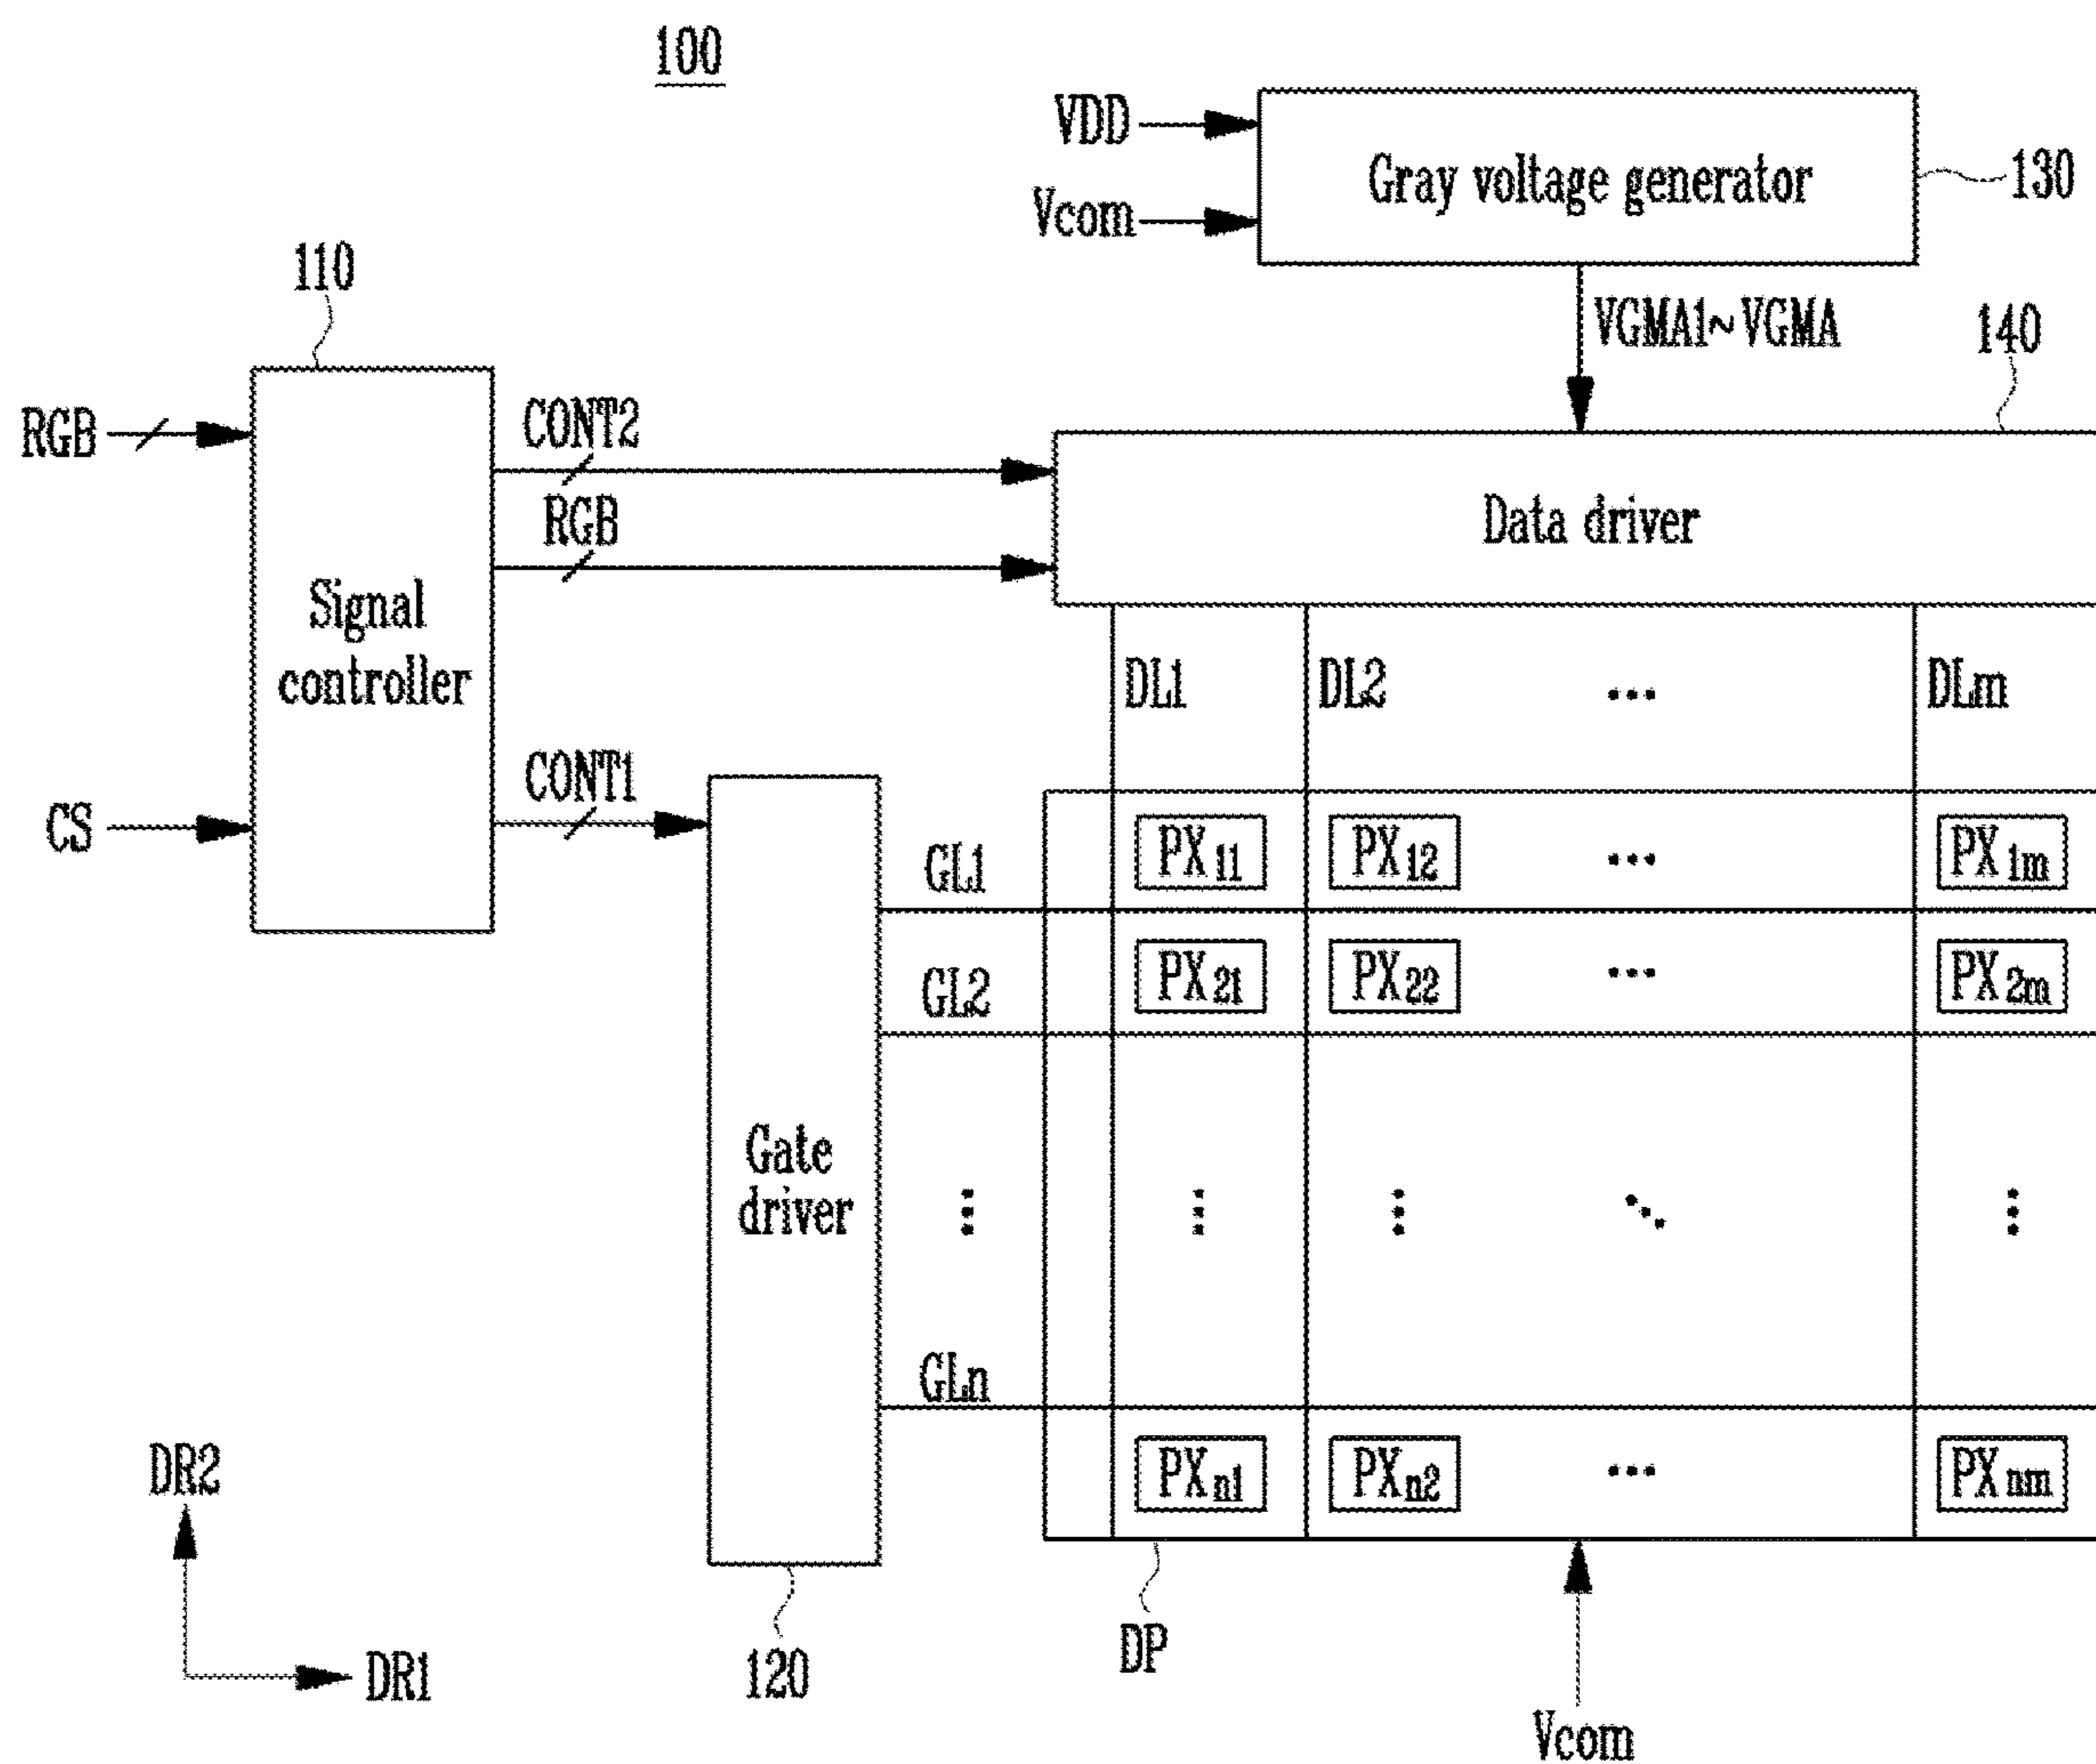 100
VDD
Gray voltage generator
130
Vcom
110
VGMA1~VGMA
140
RGB
CONT2
RGB
Data driver
Signal
controller
DL1 DL2 ... DLm
CONT1
CS
GL1
PX11 PX12 ... PX1m
GL2
PX21 PX22 ... PX2m
Gate
driver
GLn
PXn1 PXn2 ... PXnm
DR2
DR1
120
DP
Vcom